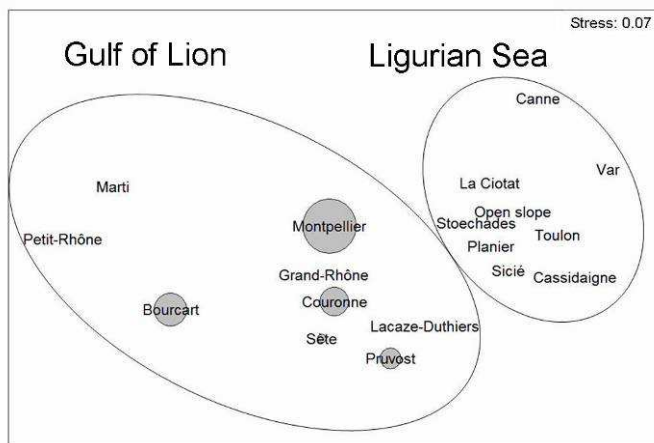 Stress: 0.07
Gulf of Lion
Ligurian Sea
Canne
Var
Marti
La Ciotat
Open slope
Stoechades
Montpellier
Toulon
Petit-Rhône
Planier
Sicié
Cassidaigne
Grand-Rhône
Couronne
Bourcart
Lacaze-Duthiers
Sète
Pruvost